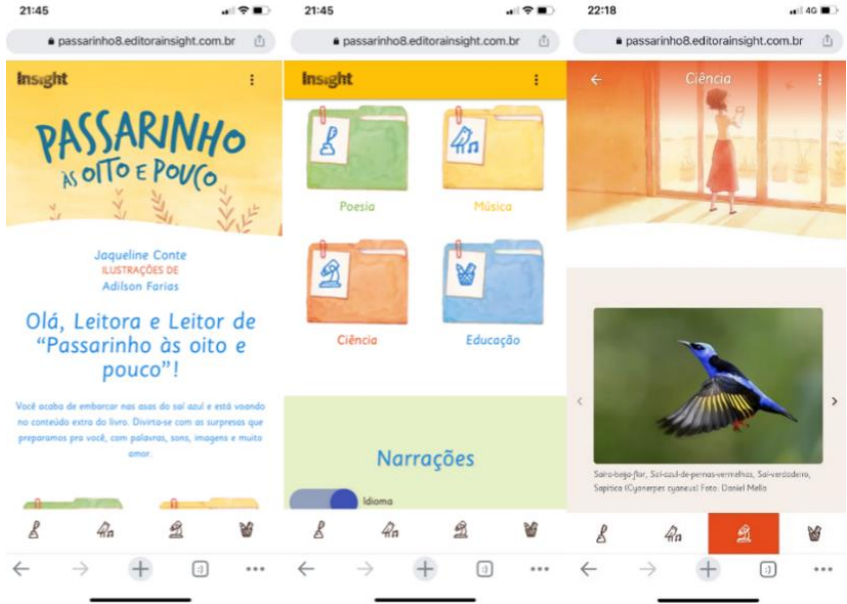 21:45
passarinho8.editorainsight.com.br
Insight
PASSARINHO
ÀS OITO E POUCO
Jaqueline Conte
ILUSTRAÇÕES DE
Adilson Farias
Olá, Leitora e Leitor de
“Passarinho às oito e
pouco”!
Você acaba de embarcar nas asas do saí azul e está voando
no conteúdo extra do livro. Divirta-se com as surpresas que
preparamos pra você, com palavras, sons, imagens e muito
amor.
21:45
passarinho8.editorainsight.com.br
Insight
Poesia
Música
Ciência
Educação
Narrações
Idioma
22:18
4G
passarinho8.editorainsight.com.br
Ciência
Saíra-beija-flor, Saí-azul-de-pernas-vermelhas, Saí-verdadeiro,
Sapitica (Cyanerpes cyaneus) Foto: Daniel Mello